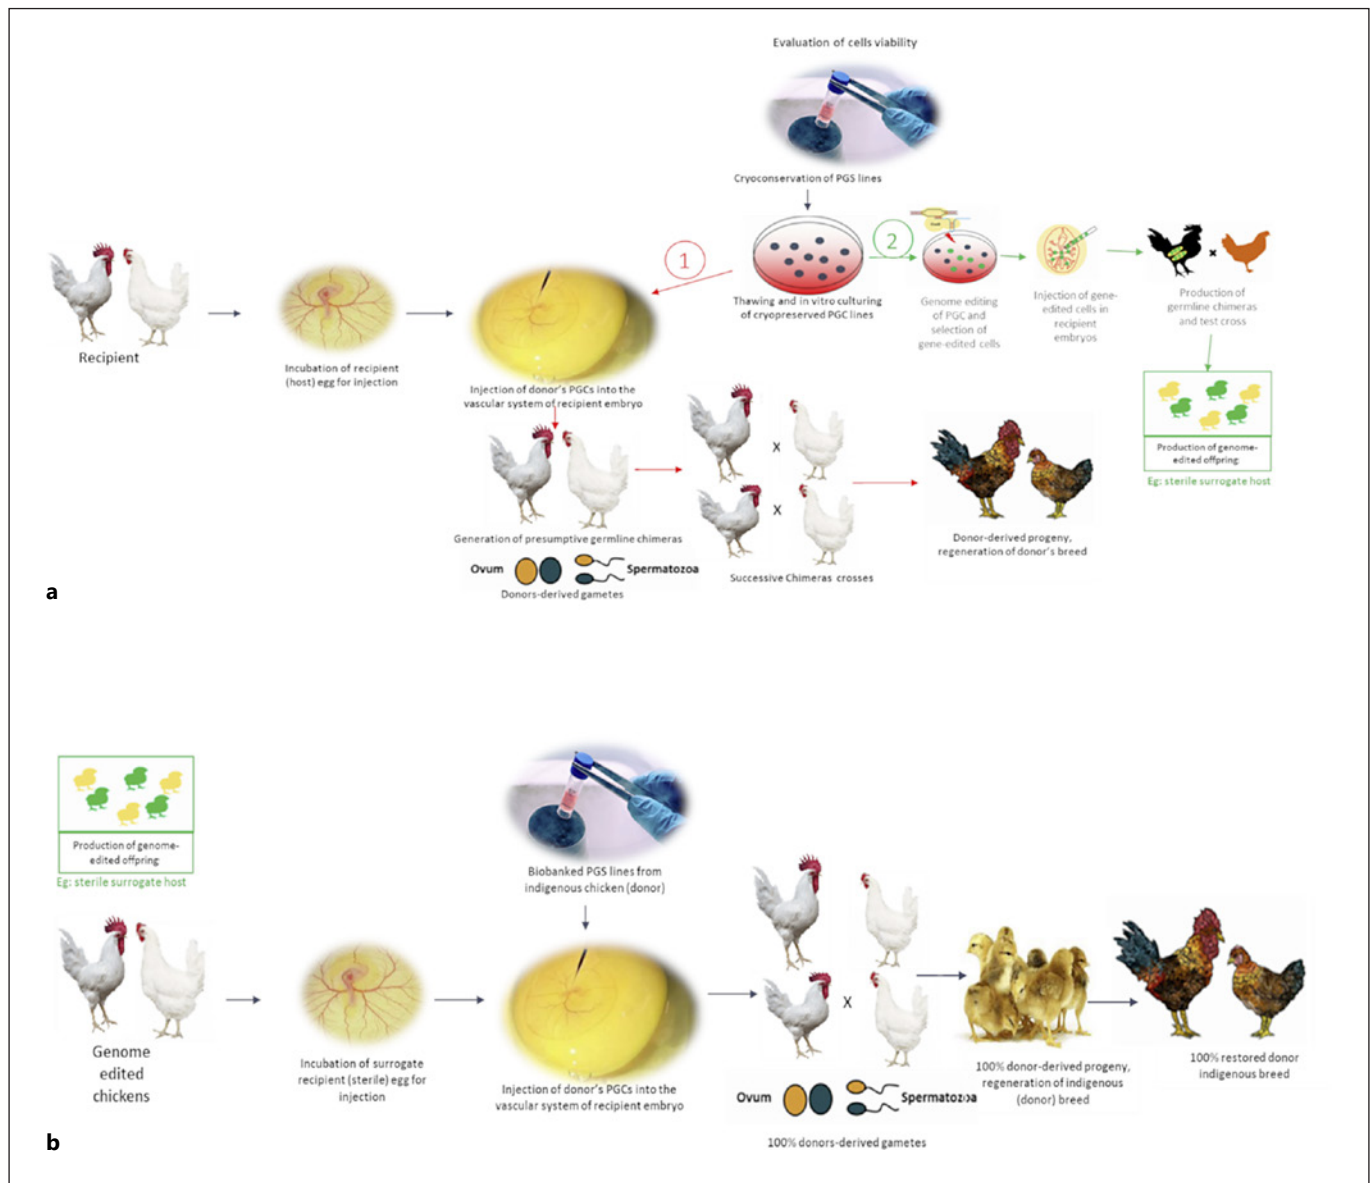 Evaluation of cells viability
Cryoconservation of PGS lines
1
2
Thawing and in vitro culturing
of cryopreserved PGC lines
Genome editing
of PGC and
selection of
gene-edited cells
Injection of gene-
edited cells in
recipient
embryos
x
Production of
germline chimeras
and test cross
Recipient
Incubation of recipient
(host) egg for injection
Injection of donor's PGCs into the
vascular system of recipient embryo
X
X
Production of genome-
edited offspring
Eg: sterile surrogate host
Generation of presumptive germline chimeras
Ovum
Spermatozoa
Donors-derived gametes
Successive Chimeras crosses
Donor-derived progeny,
regeneration of donor's breed
a
Production of genome-
edited offpring
Eg: sterile surrogate host
Biobanked PGS lines from
indigenous chicken (donor)
Genome
edited
chickens
Incubation of surrogate
recipient (sterile) egg for
injection
Injection of donor's PGCs into the
vascular system of recipient embryo
X
Ovum
Spermatozoa
100% donors-derived gametes
100% donor-derived progeny,
regeneration of indigenous
(donor) breed
100% restored donor
indigenous breed
b